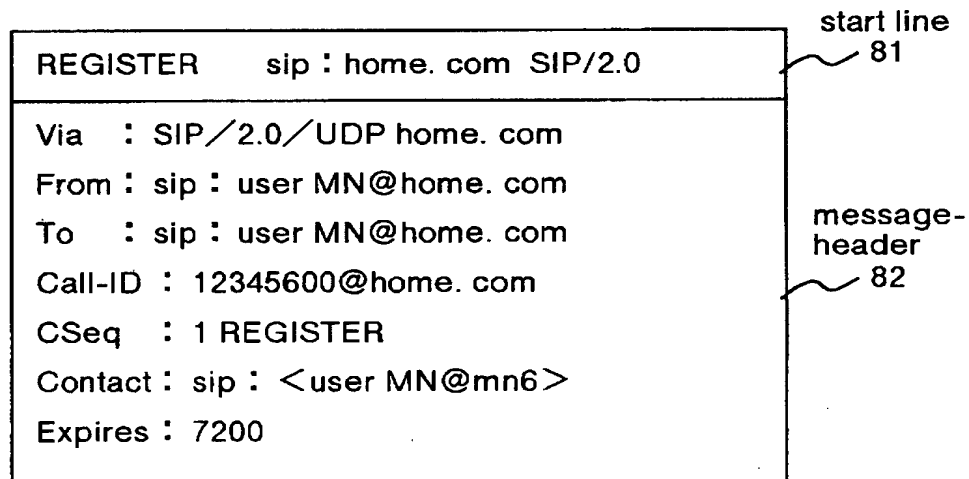 start line
81
REGISTER sip : home. com SIP/2.0
Via : SIP/2.0/UDP home. com
From : sip : user MN@home. com
To : sip : user MN@home. com
message-
header
82
Call-ID : 12345600@home. com
CSeq : 1 REGISTER
Contact : sip : <user MN@mn6>
Expires : 7200